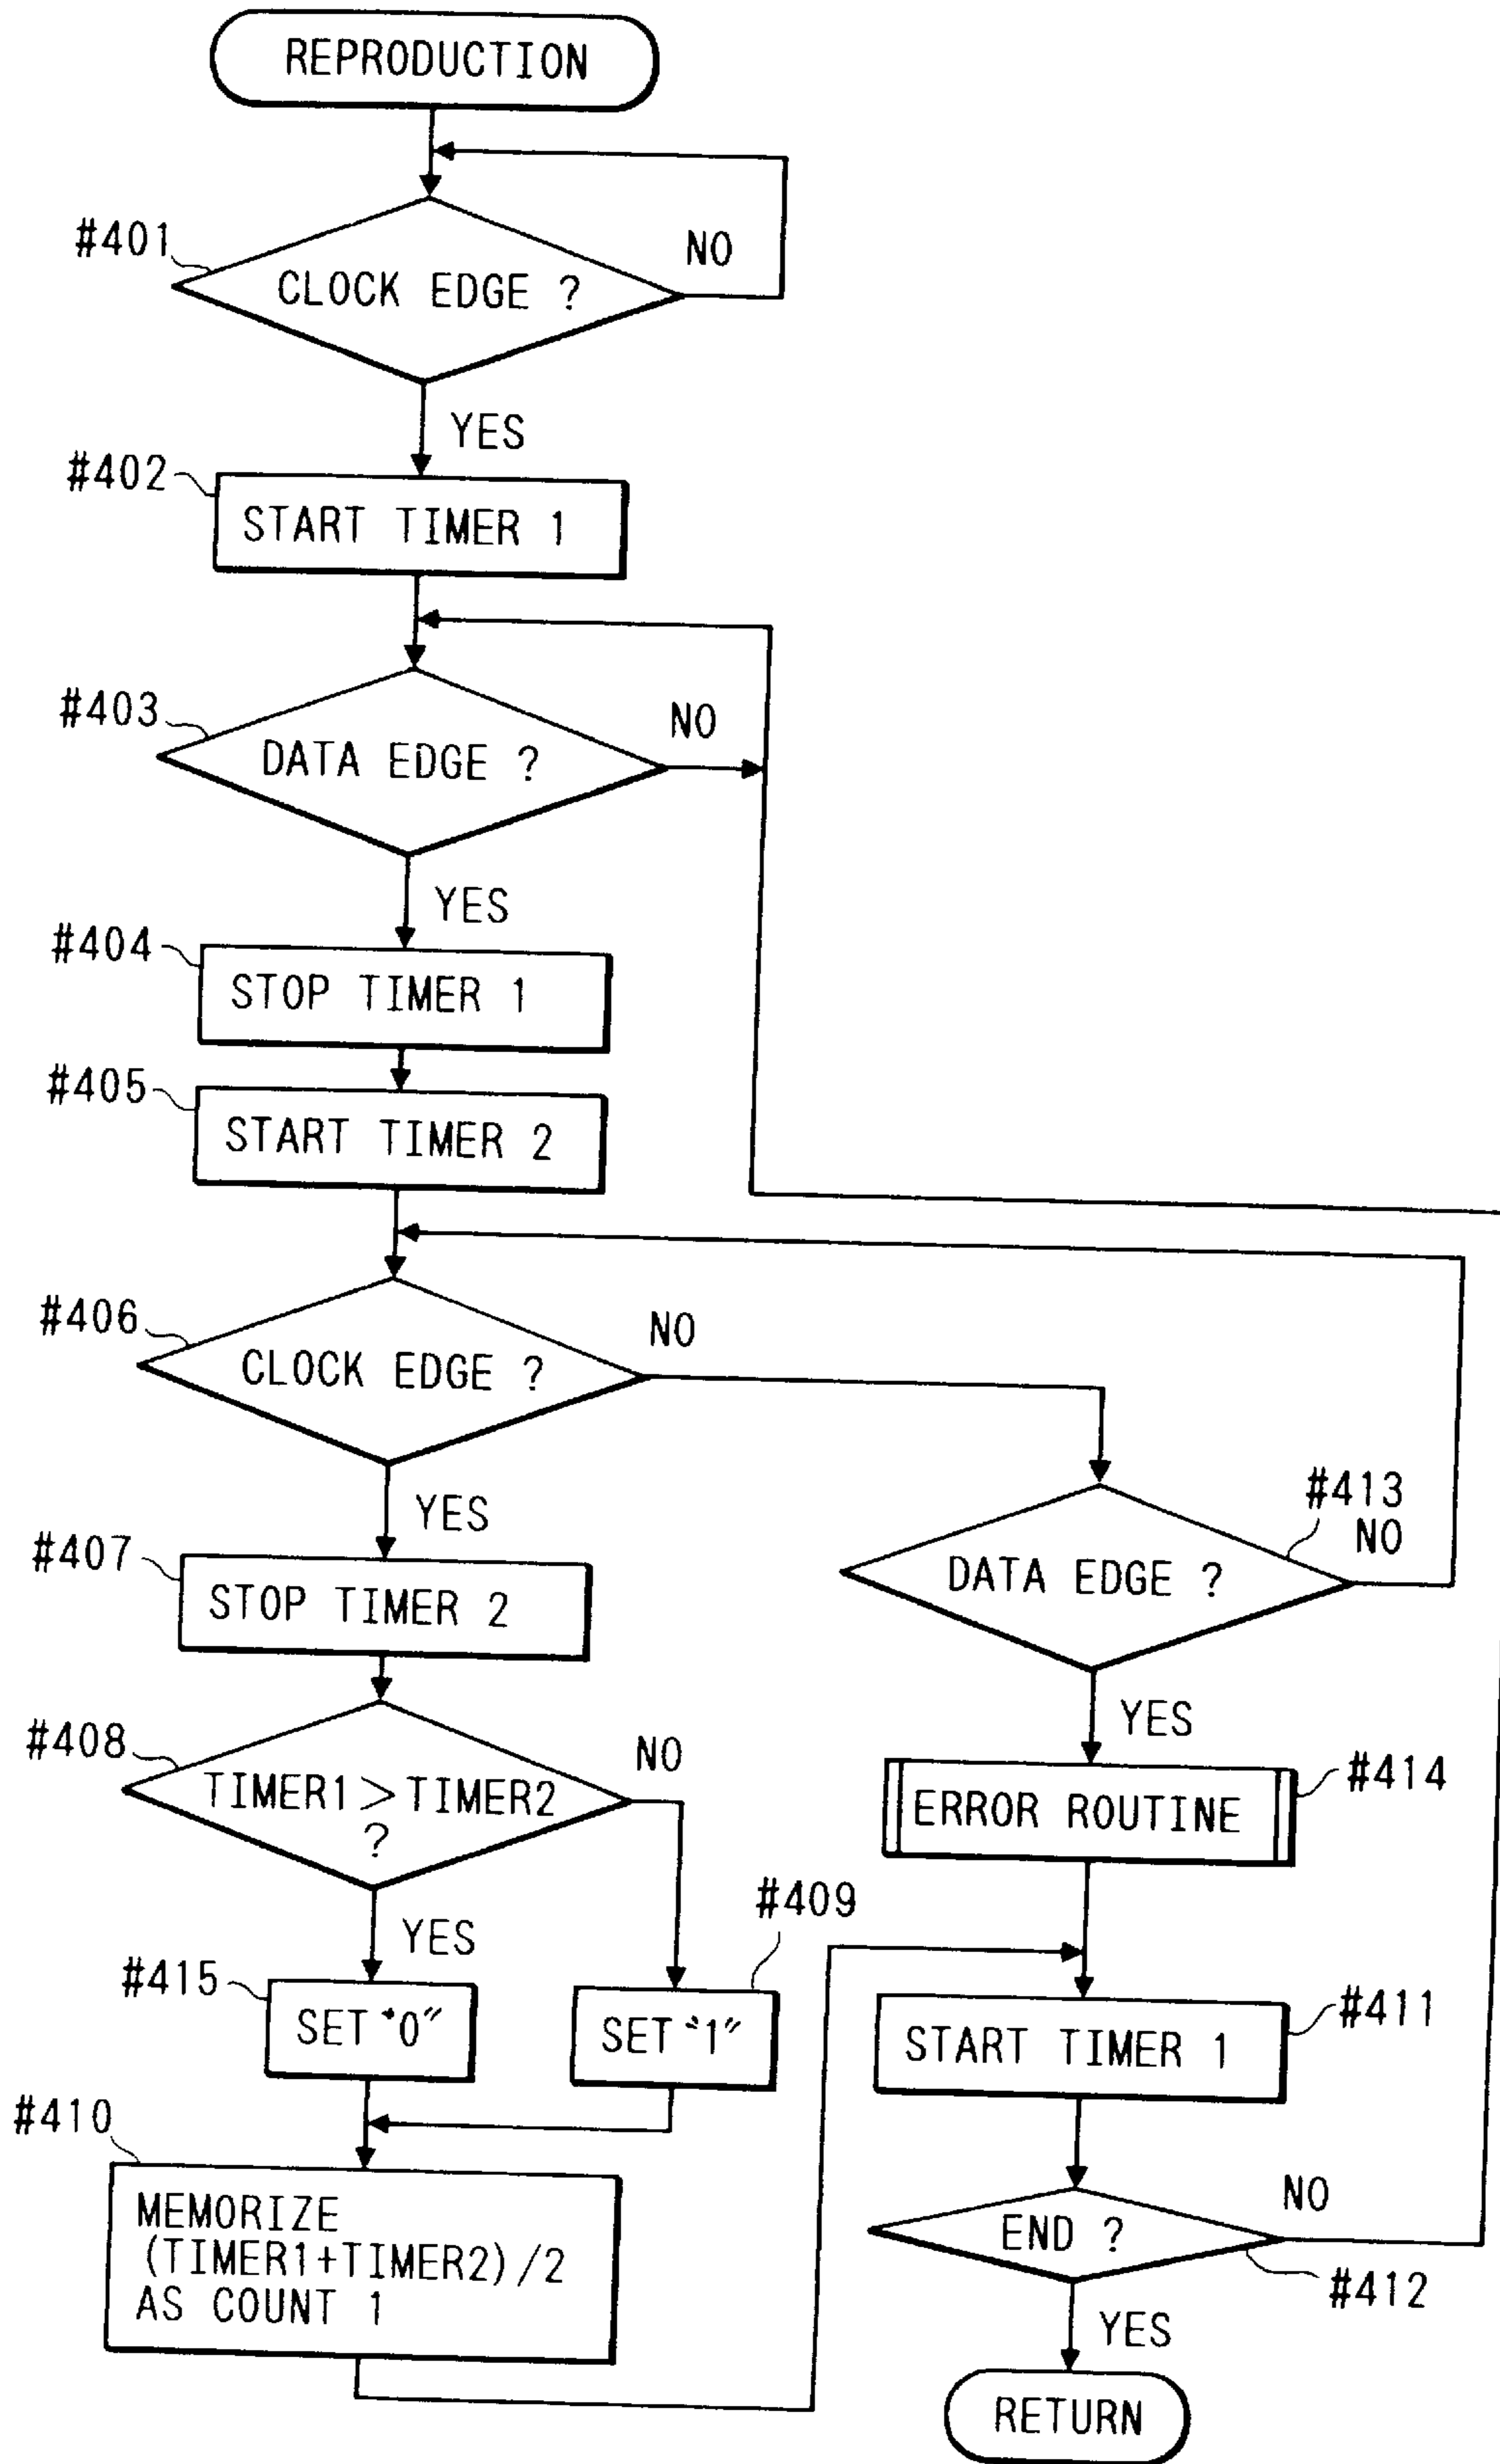 REPRODUCTION
#401
CLOCK EDGE ?
NO
YES
#402
START TIMER 1
#403
DATA EDGE ?
NO
YES
#404
STOP TIMER 1
#405
START TIMER 2
#406
CLOCK EDGE ?
NO
YES
#407
STOP TIMER 2
#408
TIMER1>TIMER2
?
NO
YES
#415
SET "0"
#409
SET "1"
#410
MEMORIZE
(TIMER1+TIMER2)/2
AS COUNT 1
#413
NO
DATA EDGE ?
YES
ERROR ROUTINE
#414
START TIMER 1
#411
END ?
NO
#412
YES
RETURN